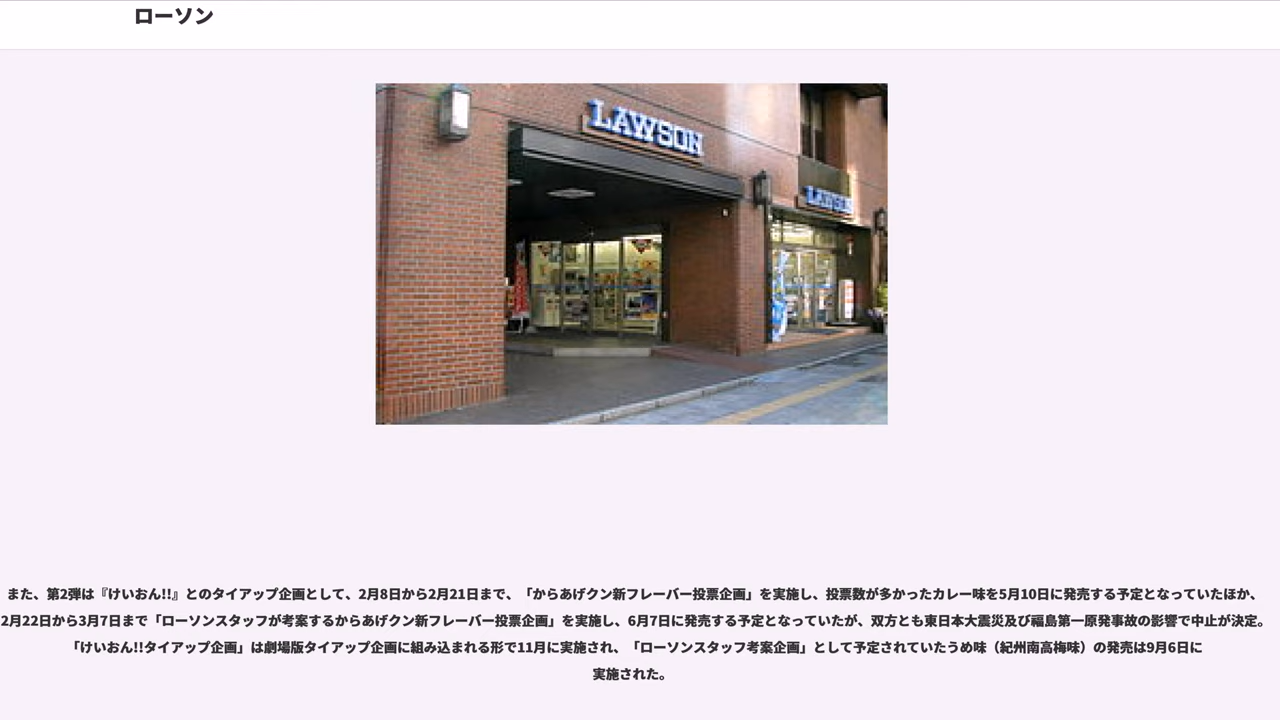 ローソン
LAWSON
LAWSON
また、第2弾は『けいおん!!』とのタイアップ企画として、2月8日から2月21日まで、「からあげクン新フレーバー投票企画」を実施し、投票数が多かったカレー味を5月10日に発売する予定となっていたほか、
2月22日から3月7日まで「ローソンスタッフが考案するからあげクン新フレーバー投票企画」を実施し、6月7日に発売する予定となっていたが、双方とも東日本大震災及び福島第一原発事故の影響で中止が決定。
「けいおん!!タイアップ企画」は劇場版タイアップ企画に組み込まれる形で11月に実施され、「ローソンスタッフ考案企画」として予定されていたうめ味（紀州南高梅味）の発売は9月6日に
実施された。